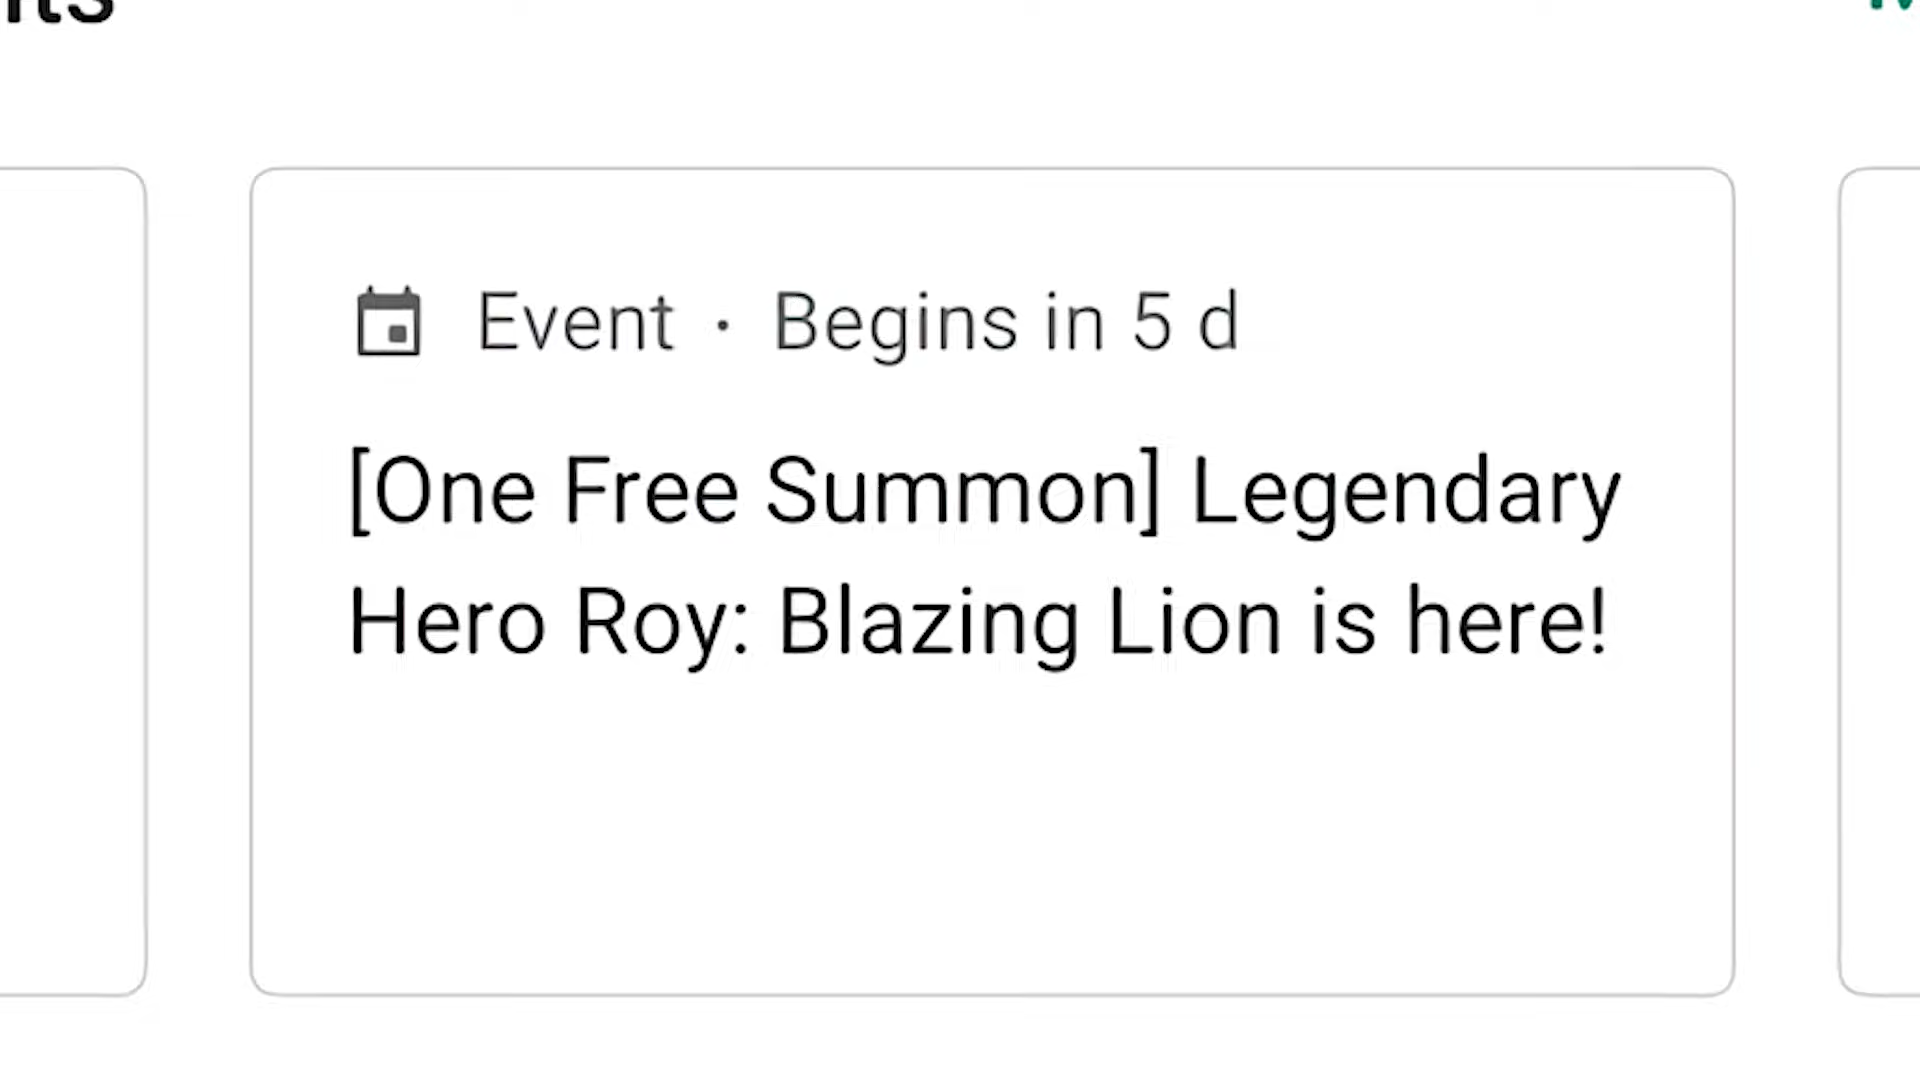 Event · Begins in 5 d
[One Free Summon] Legendary
Hero Roy: Blazing Lion is here!